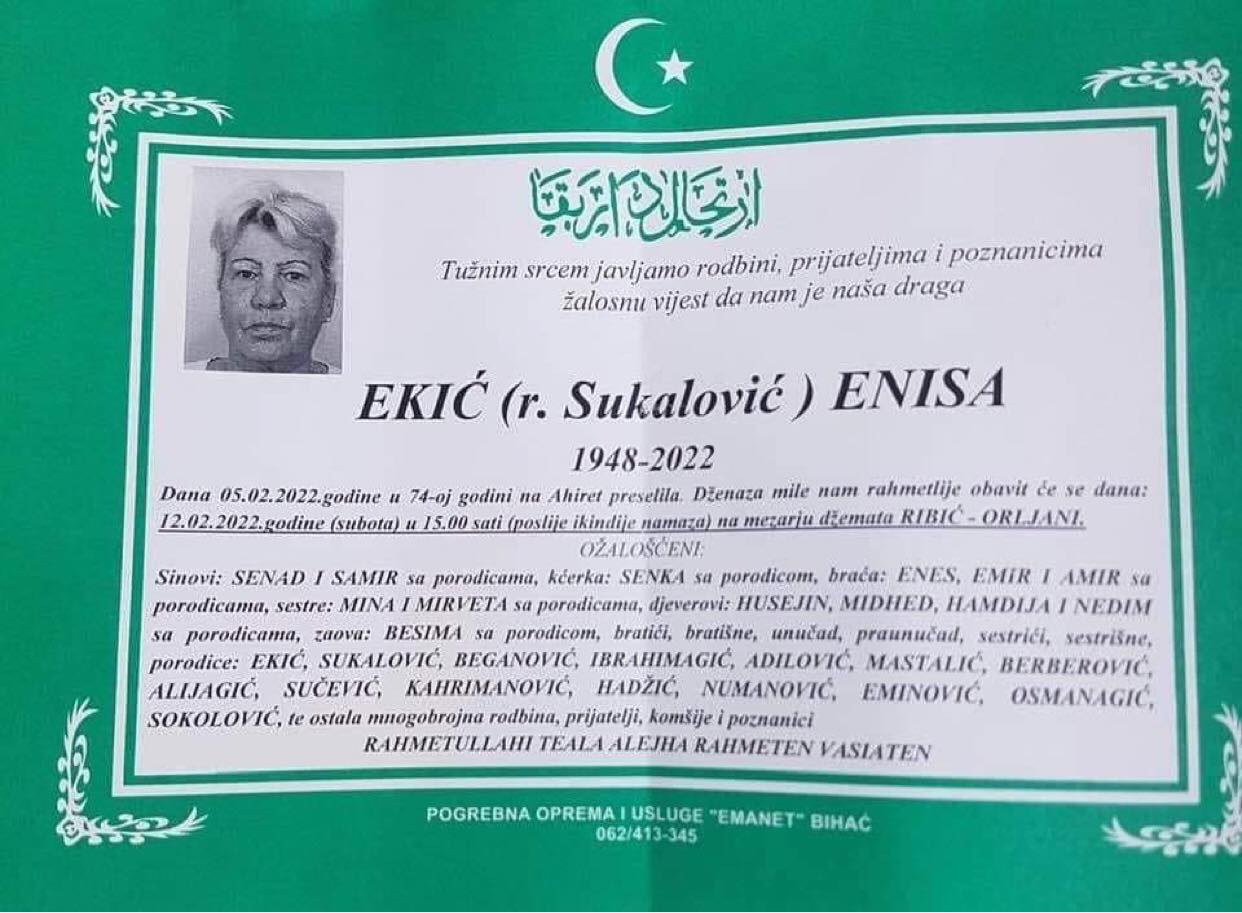 ارتحال دار بقا
Tužnim srcem javljamo rodbini, prijateljima i poznanicima
žalosnu vijest da nam je naša draga
EKIĆ (r. Sukalović ) ENISA
1948-2022
Dana 05.02.2022.godine u 74-oj godini na Ahiret preselila. Dženaza mile nam rahmetlije obavit će se dana:
12.02.2022.godine (subota) u 15.00 sati (poslije ikindije namaza) na mezarju džemata RIBIĆ - ORLJANI.
OŽALOŠĆENI:
Sinovi: SENAD I SAMIR sa porodicama, kćerka: SENKA sa porodicom, braća: ENES, EMIR I AMIR sa
porodicama, sestre: MINA I MIRVETA sa porodicama, djeverovi: HUSEJIN, MIDHED, HAMDIJA I NEDIM
sa porodicama, zaova: BESIMA sa porodicom, bratići, bratišne, unučad, praunučad, sestrići, sestrišne,
porodice: EKIĆ, SUKALOVIĆ, BEGANOVIĆ, IBRAHIMAGIĆ, ADILOVIĆ, MASTALIĆ, BERBEROVIĆ,
ALIJAGIĆ, SUČEVIĆ, KAHRIMANOVIĆ, HADŽIĆ, NUMANOVIĆ, EMINOVIĆ, OSMANAGIĆ,
SOKOLOVIĆ, te ostala mnogobrojna rodbina, prijatelji, komšije i poznanici
RAHMETULLAHI TEALA ALEJHA RAHMETEN VASIATEN
POGREBNA OPREMA I USLUGE "EMANET" BIHAĆ
062/413-345